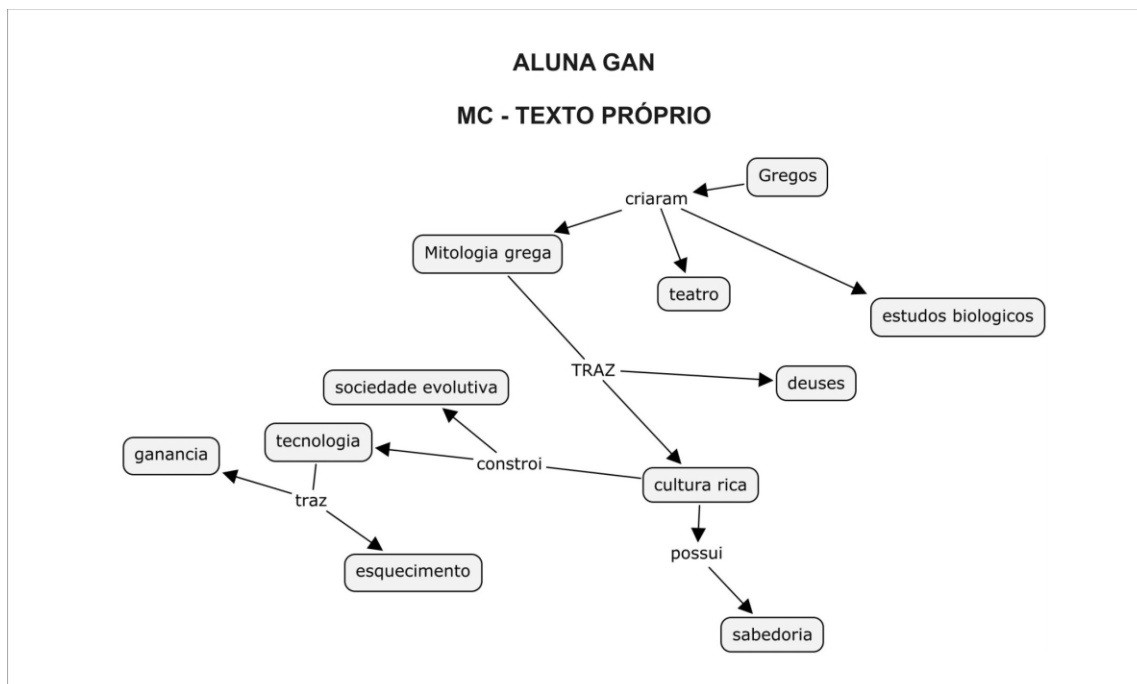 ALUNA GAN
MC - TEXTO PRÓPRIO
Gregos
criaram
Mitologia grega
teatro
estudos biologicos
TRAZ
deuses
sociedade evolutiva
tecnologia
ganancia
constroi
cultura rica
traz
possui
esquecimento
sabedoria